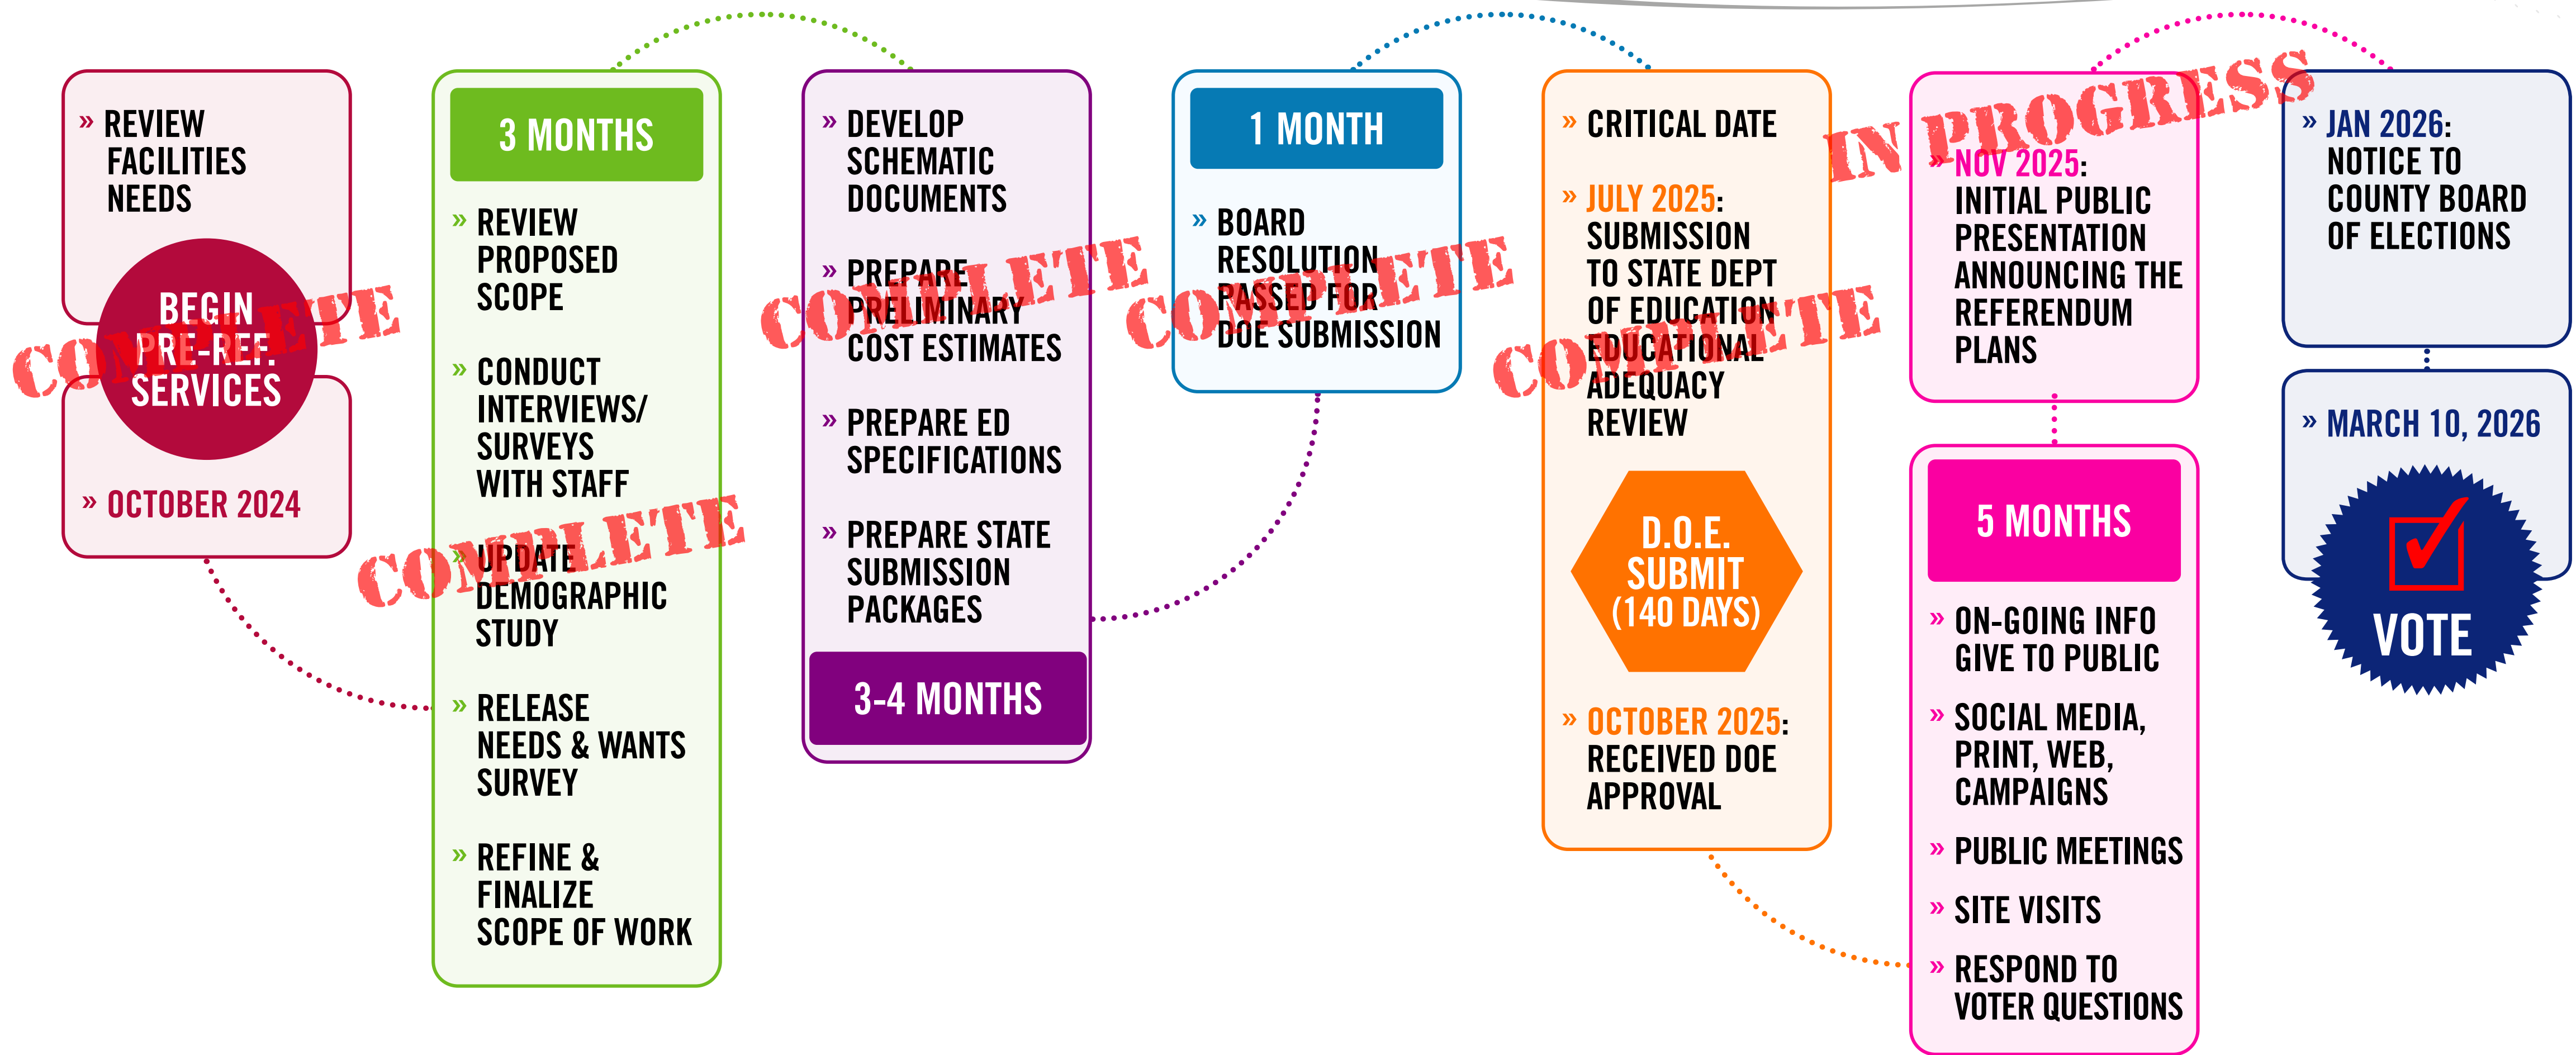 » REVIEW
FACILITIES
NEEDS
BEGIN
PRE-REF.
SERVICES
COMPLETE
» OCTOBER 2024
3 MONTHS
» REVIEW
PROPOSED
SCOPE
» CONDUCT
INTERVIEWS/
SURVEYS
WITH STAFF
» UPDATE
DEMOGRAPHIC
STUDY
COMPLETE
» RELEASE
NEEDS & WANTS
SURVEY
» REFINE &
FINALIZE
SCOPE OF WORK
» DEVELOP
SCHEMATIC
DOCUMENTS
» PREPARE
PRELIMINARY
COST ESTIMATES
COMPLETE
» PREPARE ED
SPECIFICATIONS
» PREPARE STATE
SUBMISSION
PACKAGES
3-4 MONTHS
1 MONTH
» BOARD
RESOLUTION
PASSED FOR
DOE SUBMISSION
COMPLETE
» CRITICAL DATE
» JULY 2025:
SUBMISSION
TO STATE DEPT
OF EDUCATION
EDUCATIONAL
ADEQUACY
REVIEW
COMPLETE
D.O.E.
SUBMIT
(140 DAYS)
» OCTOBER 2025:
RECEIVED DOE
APPROVAL
IN PROGRESS
» NOV 2025:
INITIAL PUBLIC
PRESENTATION
ANNOUNCING THE
REFERENDUM
PLANS
5 MONTHS
» ON-GOING INFO
GIVE TO PUBLIC
» SOCIAL MEDIA,
PRINT, WEB,
CAMPAIGNS
» PUBLIC MEETINGS
» SITE VISITS
» RESPOND TO
VOTER QUESTIONS
» JAN 2026:
NOTICE TO
COUNTY BOARD
OF ELECTIONS
» MARCH 10, 2026
VOTE